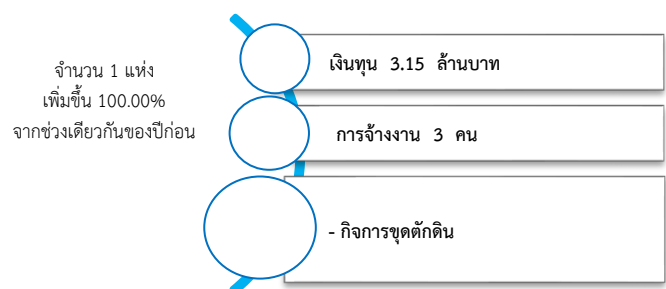 จำนวน 1 แห่ง
เพิ่มขึ้น 100.00%
จากช่วงเดียวกันของปีก่อน
เงินทุน 3.15 ล้านบาท
การจ้างงาน 3 คน
- กิจการขุดตักดิน